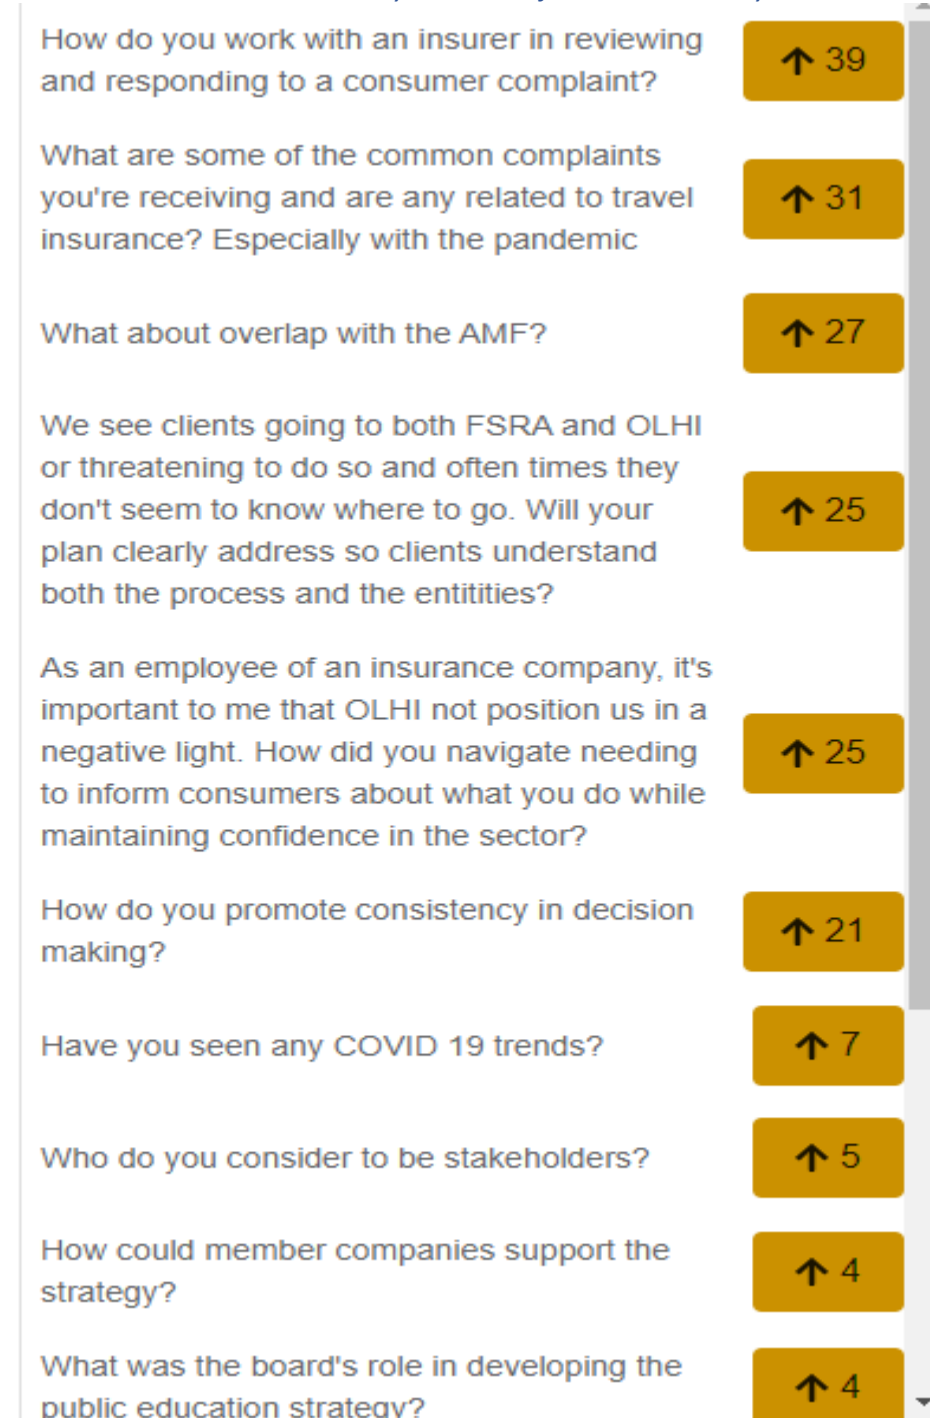 How do you work with an insurer in reviewing
and responding to a consumer complaint?
↑ 39
What are some of the common complaints
you're receiving and are any related to travel
insurance? Especially with the pandemic
↑ 31
What about overlap with the AMF?
↑ 27
We see clients going to both FSRA and OLHI
or threatening to do so and often times they
don't seem to know where to go. Will your
plan clearly address so clients understand
both the process and the entitities?
↑ 25
As an employee of an insurance company, it's
important to me that OLHI not position us in a
negative light. How did you navigate needing
to inform consumers about what you do while
maintaining confidence in the sector?
↑ 25
How do you promote consistency in decision
making?
↑ 21
Have you seen any COVID 19 trends?
↑ 7
Who do you consider to be stakeholders?
↑ 5
How could member companies support the
strategy?
↑ 4
What was the board's role in developing the
public education strategy?
↑ 4